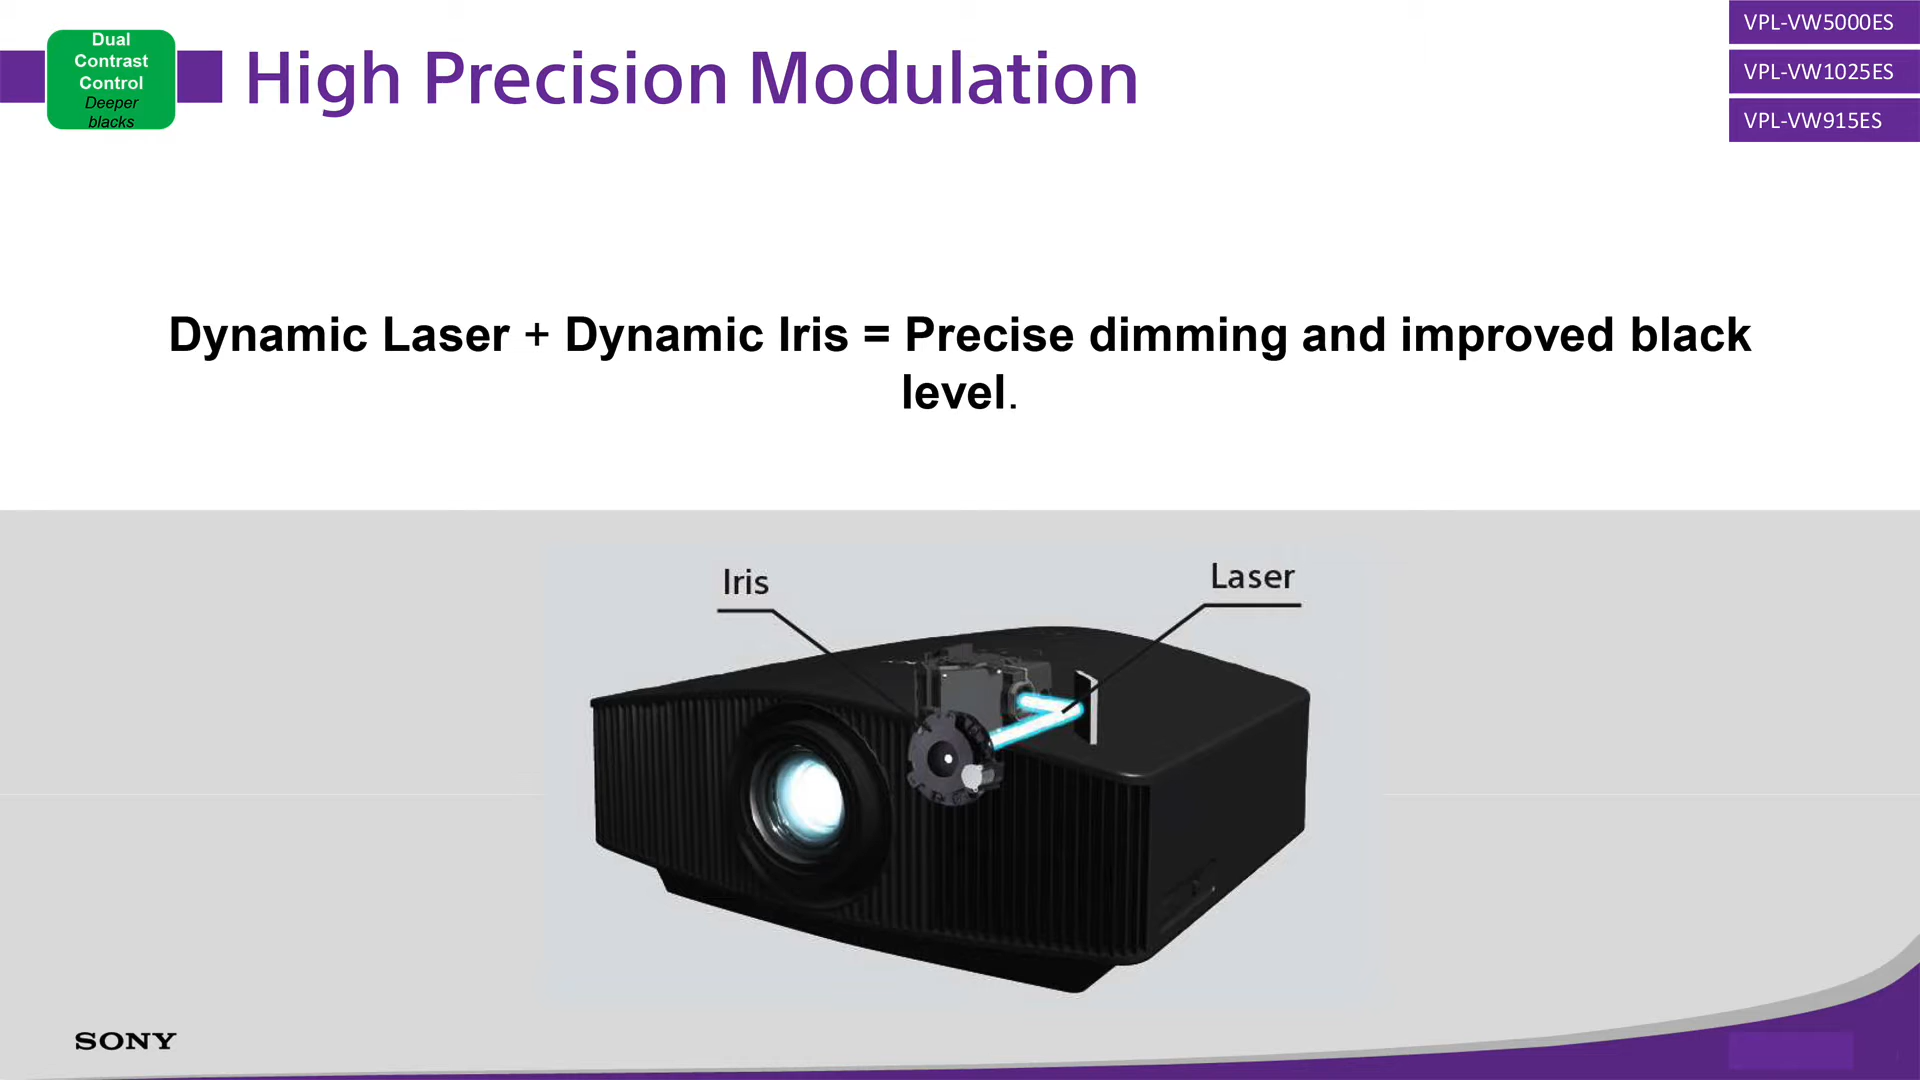 Dual
Contrast
Control
Deeper
blacks
High Precision Modulation
VPL-VW5000ES
VPL-VW1025ES
VPL-VW915ES
Dynamic Laser + Dynamic Iris = Precise dimming and improved black
level.
Iris
Laser
SONY